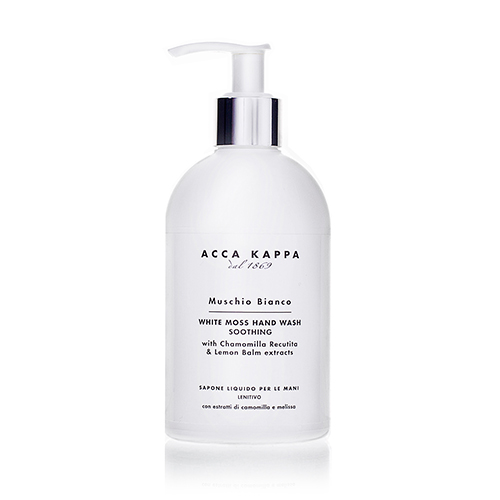 ACCA KAPPA
dal 1869
Muschio Bianco
WHITE MOSS HAND WASH
SOOTHING
with Chamomilla Recutita
& Lemon Balm extracts
SAPONE LIQUIDO PER LE MANI
LENITIVO
con estratti di camomilla e melissa